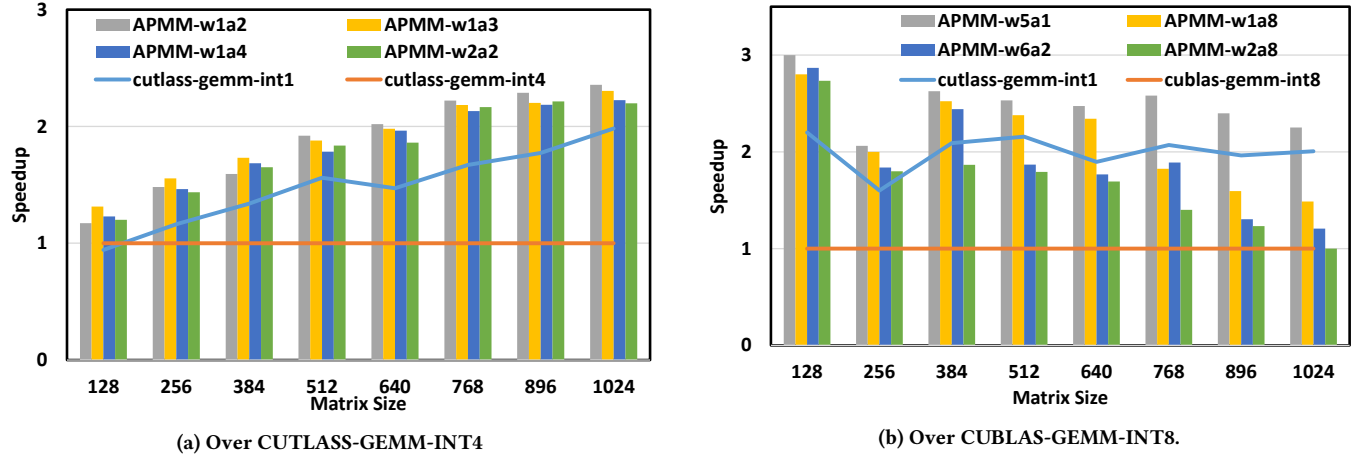 3
2
1
0
Speedup
APMM-w1a2 APMM-w1a3
APMM-w1a4 APMM-w2a2
cutlass-gemm-int1 cutlass-gemm-int4
128 256 384 512 640 768 896 1024
Matrix Size
(a) Over CUTLASS-GEMM-INT4
3
2
1
0
Speedup
APMM-w5a1 APMM-w1a8
APMM-w6a2 APMM-w2a8
cutlass-gemm-int1 cublas-gemm-int8
128 256 384 512 640 768 896 1024
Matrix Size
(b) Over CUBLAS-GEMM-INT8.